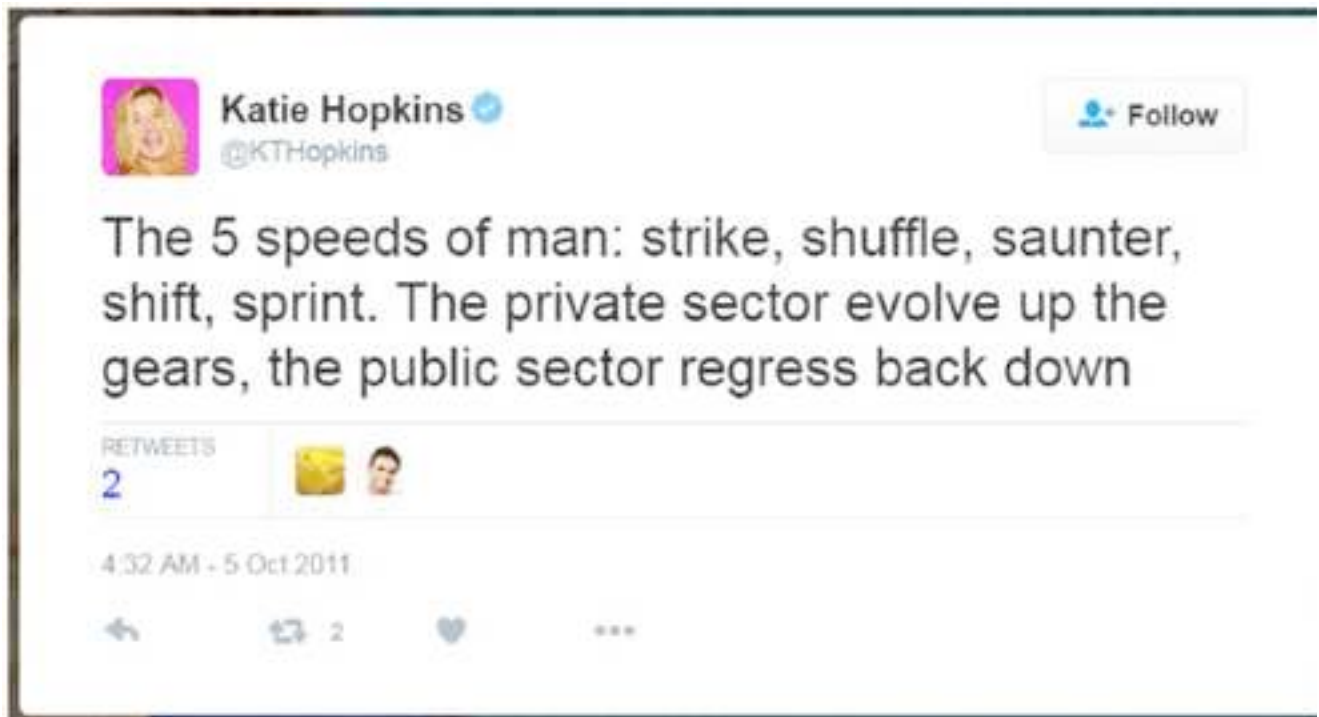 Katie Hopkins
@KTHopkins
Follow
The 5 speeds of man: strike, shuffle, saunter,
shift, sprint. The private sector evolve up the
gears, the public sector regress back down
RETWEETS
2
4:32 AM - 5 Oct 2011
2